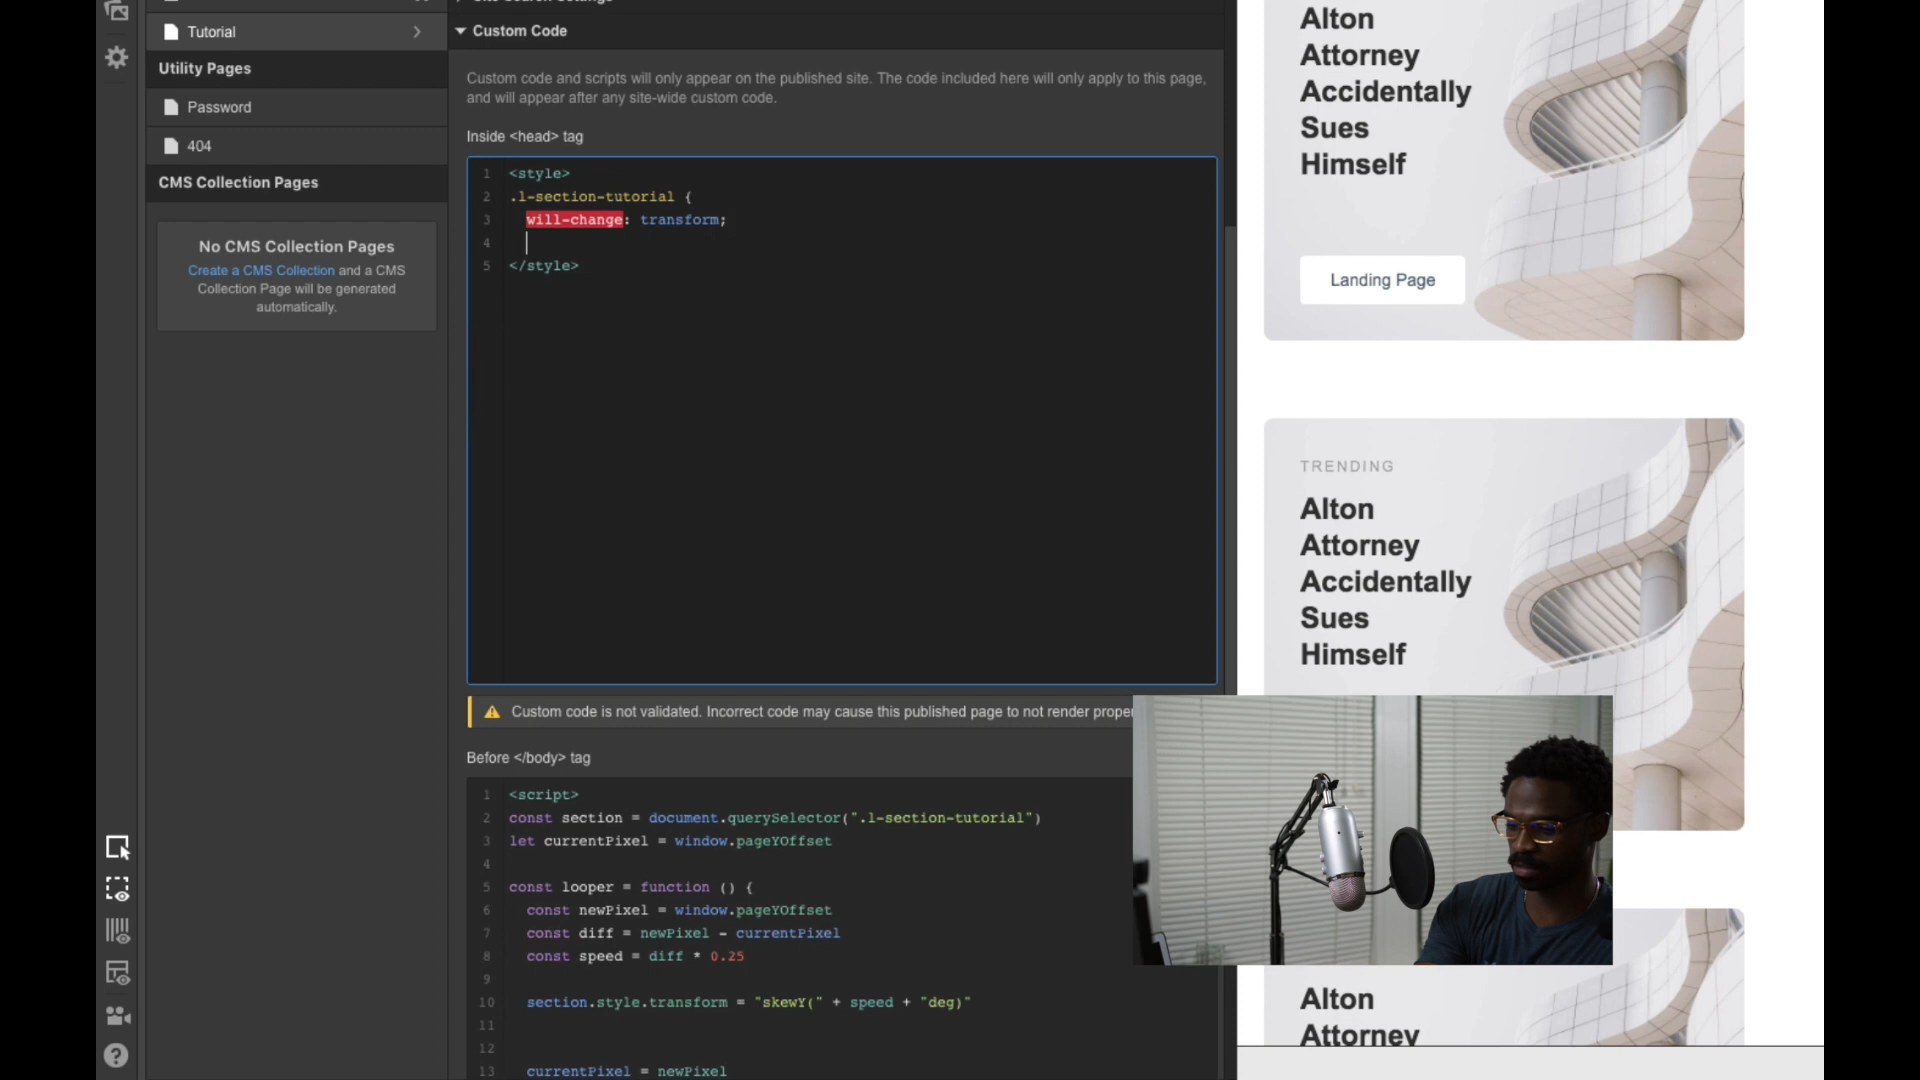 Tutorial
Utility Pages
Password
404
CMS Collection Pages
No CMS Collection Pages
Create a CMS Collection and a CMS
Collection Page will be generated
automatically.
Custom Code
Custom code and scripts will only appear on the published site. The code included here will only apply to this page,
and will appear after any site-wide custom code.
Inside <head> tag
1 <style>
2 .l-section-tutorial {
3 will-change: transform;
4
5 </style>
Custom code is not validated. Incorrect code may cause this published page to not render proper
Before </body> tag
1 <script>
2 const section = document.querySelector(".l-section-tutorial")
3 let currentPixel = window.pageYOffset
4
5 const looper = function () {
6 const newPixel = window.pageYOffset
7 const diff = newPixel - currentPixel
8 const speed = diff * 0.25
9
10 section.style.transform = "skewY(" + speed + "deg)"
11
12
13 currentPixel = newPixel
Alton
Attorney
Accidentally
Sues
Himself
Landing Page
TRENDING
Alton
Attorney
Accidentally
Sues
Himself
Alton
Attorney